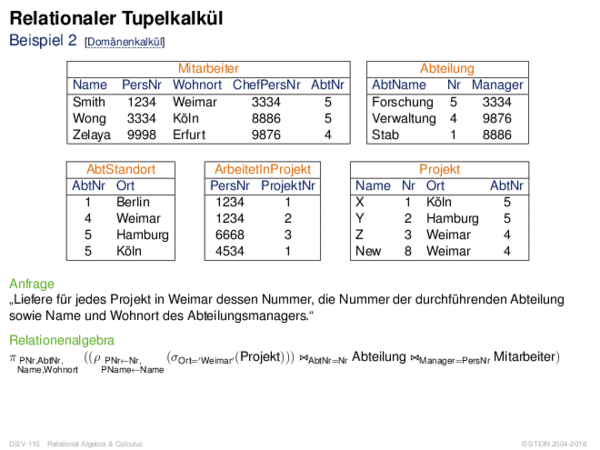 Relationaler Tupelkalkül
Beispiel 2 [Domänenkalkül]
Mitarbeiter
Name PersNr Wohnort ChefPersNr AbtNr
Smith 1234 Weimar 3334 5
Wong 3334 Köln 8886 5
Zelaya 9998 Erfurt 9876 4
Abteilung
AbtName Nr Manager
Forschung 5 3334
Verwaltung 4 9876
Stab 1 8886
AbtStandort
AbtNr Ort
1 Berlin
4 Weimar
5 Hamburg
5 Köln
ArbeitetInProjekt
PersNr ProjektNr
1234 1
1234 2
6668 3
4534 1
Projekt
Name Nr Ort AbtNr
X 1 Köln 5
Y 2 Hamburg 5
Z 3 Weimar 4
New 8 Weimar 4
Anfrage
„Liefere für jedes Projekt in Weimar dessen Nummer, die Nummer der durchführenden Abteilung
sowie Name und Wohnort des Abteilungsmanagers.“
Relationenalgebra
π PNr,AbtNr, Name,Wohnort ((ρ PNr←Nr, PName←Name (σOrt='Weimar'(Projekt))) ⋈AbtNr=Nr Abteilung ⋈Manager=PersNr Mitarbeiter)
DB:V-110 Relational Algebra & Calculus
© STEIN 2004-2018